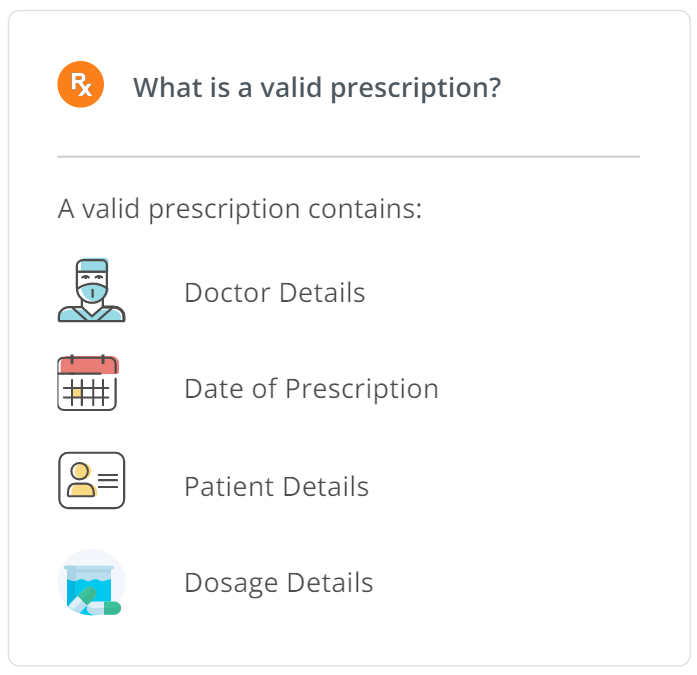 Rx
What is a valid prescription?
A valid prescription contains:
Doctor Details
Date of Prescription
Patient Details
Dosage Details